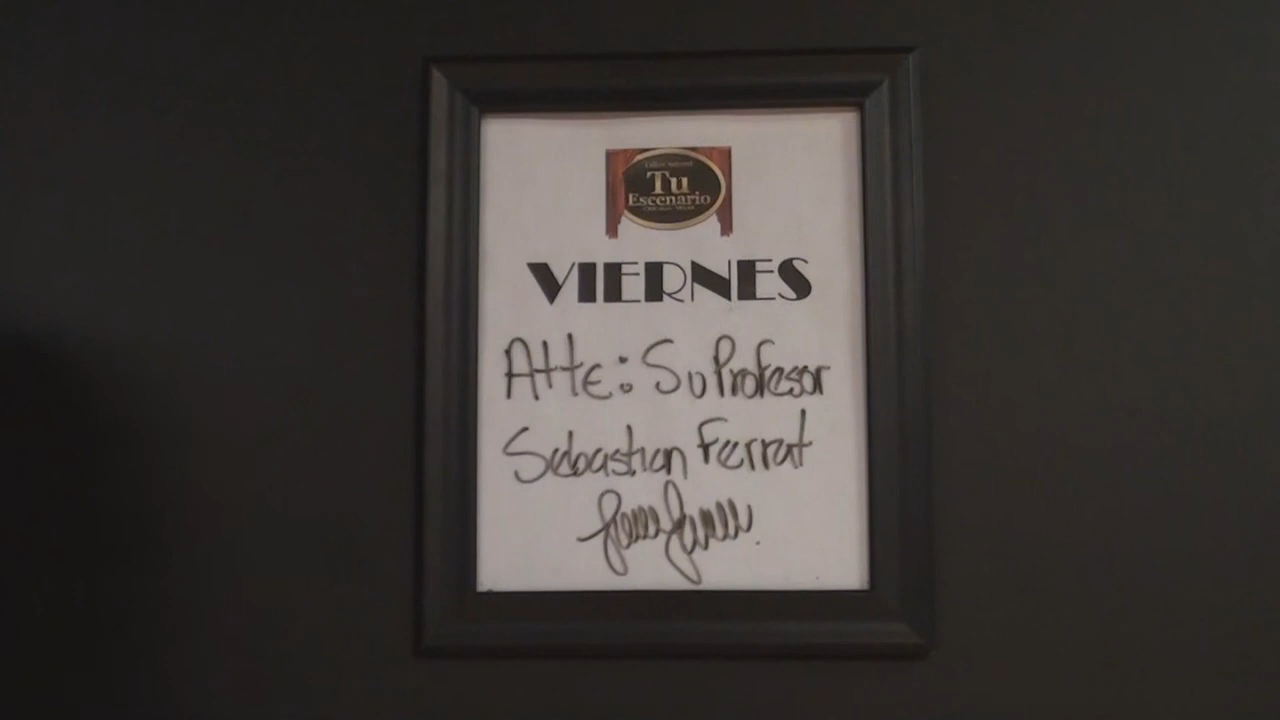 Tu
Escenario
VIERNES
Atte: Su Profesor
Sebastian Ferrat